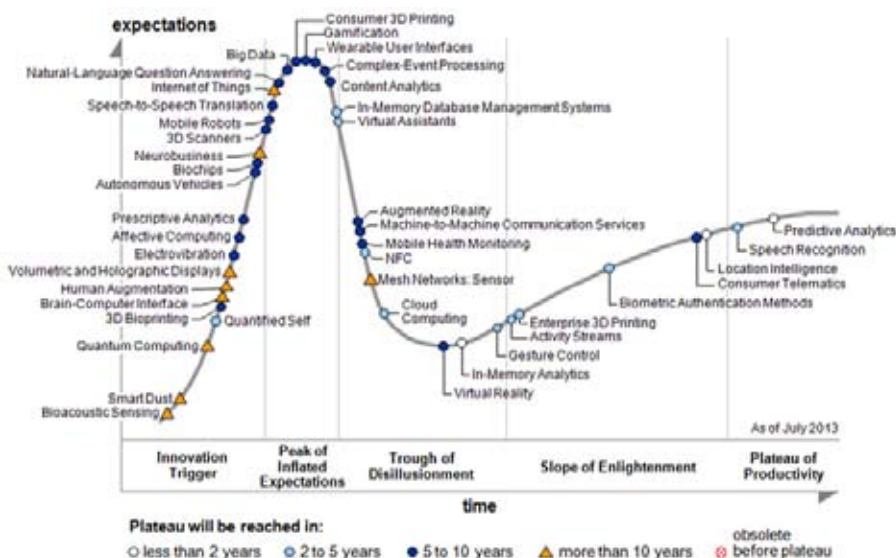 expectations
Consumer 3D Printing
Gamification
Wearable User Interfaces
Big Data
Complex-Event Processing
Natural-Language Question Answering
Internet of Things
Content Analytics
Speech-to-Speech Translation
In-Memory Database Management Systems
Virtual Assistants
Mobile Robots
3D Scanners
Neurobusiness
Biochips
Autonomous Vehicles
Prescriptive Analytics
Affective Computing
Electrovibration
Volumetric and Holographic Displays
Human Augmentation
Brain-Computer Interface
3D Bioprinting
Quantified Self
Quantum Computing
Smart Dust
Bioacoustic Sensing
Augmented Reality
Machine-to-Machine Communication Services
Mobile Health Monitoring
NFC
Mesh Networks: Sensor
Cloud
Computing
Enterprise 3D Printing
Activity Streams
Gesture Control
In-Memory Analytics
Virtual Reality
Predictive Analytics
Speech Recognition
Location Intelligence
Consumer Telematics
Biometric Authentication Methods
As of July 2013
Innovation
Trigger
Peak of
Inflated
Expectations
Trough of
Disillusionment
Slope of Enlightenment
Plateau of
Productivity
time
Plateau will be reached in:
less than 2 years
2 to 5 years
5 to 10 years
more than 10 years
obsolete
before plateau